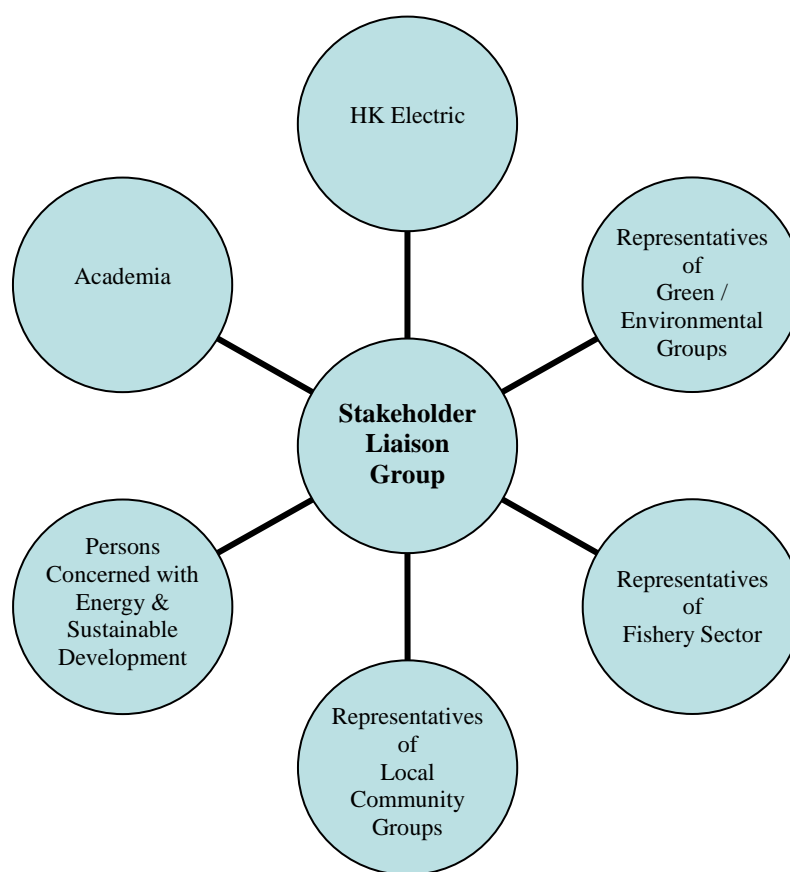 HK Electric
Academia
Representatives
of
Green /
Environmental
Groups
Stakeholder
Liaison
Group
Persons
Concerned with
Energy &
Sustainable
Development
Representatives
of
Fishery Sector
Representatives
of
Local
Community
Groups